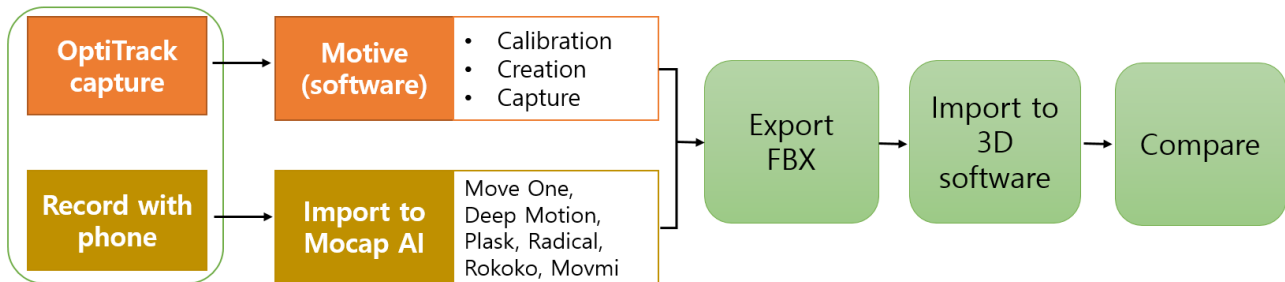 OptiTrack
capture
Motive
(software)
• Calibration
• Creation
• Capture
Record with
phone
Import to
Mocap AI
Move One,
Deep Motion,
Plask, Radical,
Rokoko, Movmi
Export
FBX
Import to
3D
software
Compare